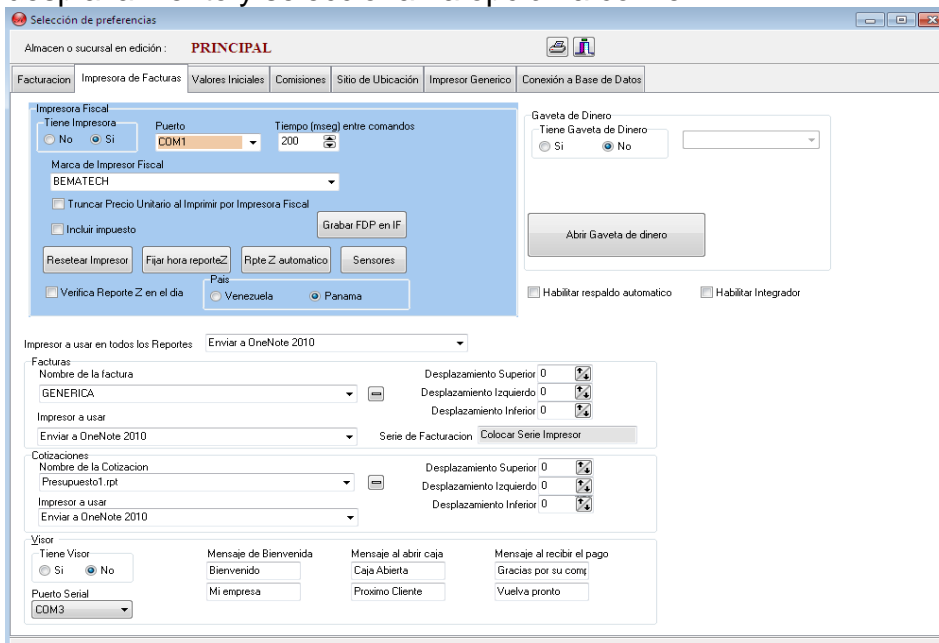 Selección de preferencias
Almacen o sucursal en edición : PRINCIPAL
Facturacion Impresora de Facturas Valores Iniciales Comisiones Sitio de Ubicación Impresor Generico Conexión a Base de Datos
Impresora Fiscal
Tiene Impresora Puerto Tiempo (mseg) entre comandos
No Si COM1 200
Marca de Impresor Fiscal
BEMATECH
Truncar Precio Unitario al Imprimir por Impresora Fiscal
Incluir impuesto Grabar FDP en IF
Resetear Impresor Fijar hora reporteZ Rpte Z automatico Sensores
Verifica Reporte Z en el dia
Pais
Venezuela Panama
Gaveta de Dinero
Tiene Gaveta de Dinero
Si No
Abrir Gaveta de dinero
Habilitar respaldo automatico Habilitar Integrador
Impresor a usar en todos los Reportes Enviar a OneNote 2010
Facturas
Nombre de la factura Desplazamiento Superior 0
GENERICA Desplazamiento Izquierdo 0
Desplazamiento Inferior 0
Impresor a usar
Enviar a OneNote 2010 Serie de Facturacion Colocar Serie Impresor
Cotizaciones
Nombre de la Cotizacion Desplazamiento Superior 0
Presupuesto1.rpt Desplazamiento Izquierdo 0
Impresor a usar Desplazamiento Inferior 0
Enviar a OneNote 2010
Visor
Tiene Visor Mensaje de Bienvenida Mensaje al abrir caja Mensaje al recibir el pago
Si No Bienvenido Caja Abierta Gracias por su comp
Puerto Serial Mi empresa Proximo Cliente Vuelva pronto
COM3